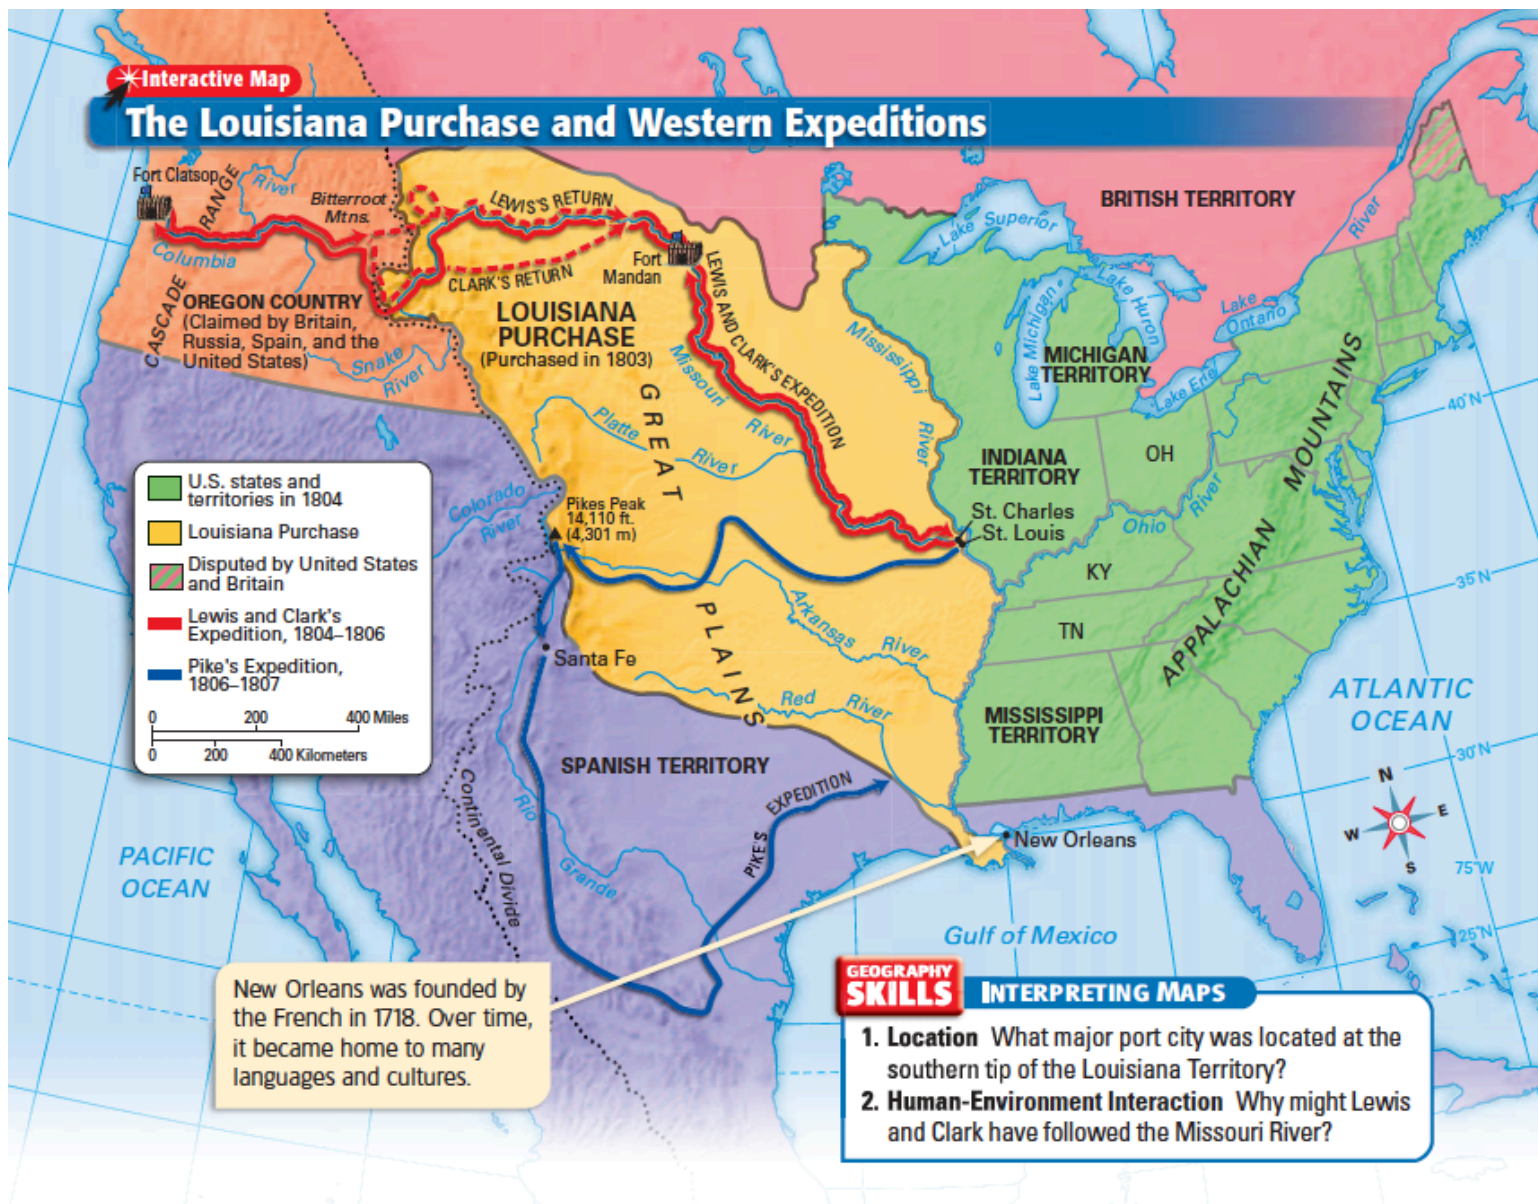 Interactive Map
The Louisiana Purchase and Western Expeditions
Fort Clatsop
CASCADE RANGE
River
Bitterroot
Mtns.
Columbia
LEWIS'S RETURN
CLARK'S RETURN
Fort
Mandan
LEWIS AND CLARK'S EXPEDITION
OREGON COUNTRY
(Claimed by Britain,
Russia, Spain, and the
United States)
Snake
River
LOUISIANA
PURCHASE
(Purchased in 1803)
GREAT
PLAINS
Missouri
River
Platte
River
Mississippi
River
BRITISH TERRITORY
Lake Superior
Lake Michigan
Lake Huron
Lake
Ontario
Lake Erie
River
MICHIGAN
TERRITORY
INDIANA
TERRITORY
OH
Ohio
River
KY
TN
APPALACHIAN MOUNTAINS
St. Charles
St. Louis
MISSISSIPPI
TERRITORY
Colorado
River
Pikes Peak
14,110 ft.
(4,301 m)
Arkansas
River
Santa Fe
Red
River
SPANISH TERRITORY
Continental Divide
Rio
Grande
PIKE'S EXPEDITION
New Orleans
PACIFIC
OCEAN
ATLANTIC
OCEAN
Gulf of Mexico
40°N
35°N
30°N
75°W
25°N
N
E
W
S
U.S. states and
territories in 1804
Louisiana Purchase
Disputed by United States
and Britain
Lewis and Clark's
Expedition, 1804–1806
Pike's Expedition,
1806–1807
0 200 400 Miles
0 200 400 Kilometers
New Orleans was founded by
the French in 1718. Over time,
it became home to many
languages and cultures.
GEOGRAPHY
SKILLS
INTERPRETING MAPS
1. Location What major port city was located at the
southern tip of the Louisiana Territory?
2. Human-Environment Interaction Why might Lewis
and Clark have followed the Missouri River?